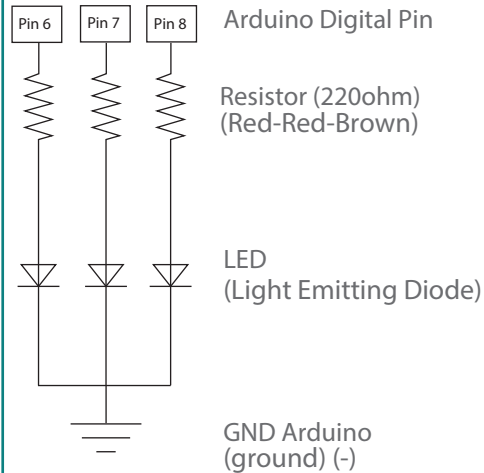 Pin 6 Pin 7 Pin 8 Arduino Digital Pin
Resistor (220ohm)
(Red-Red-Brown)
LED
(Light Emitting Diode)
GND Arduino
(ground) (-)